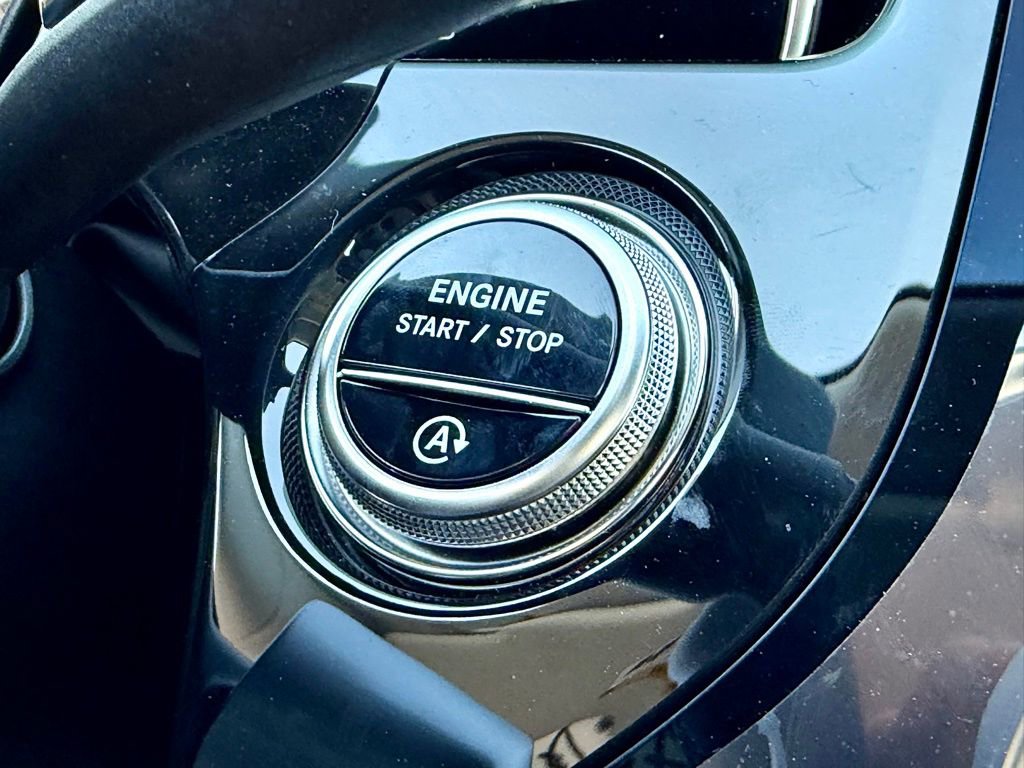 ENGINE
START / STOP
A